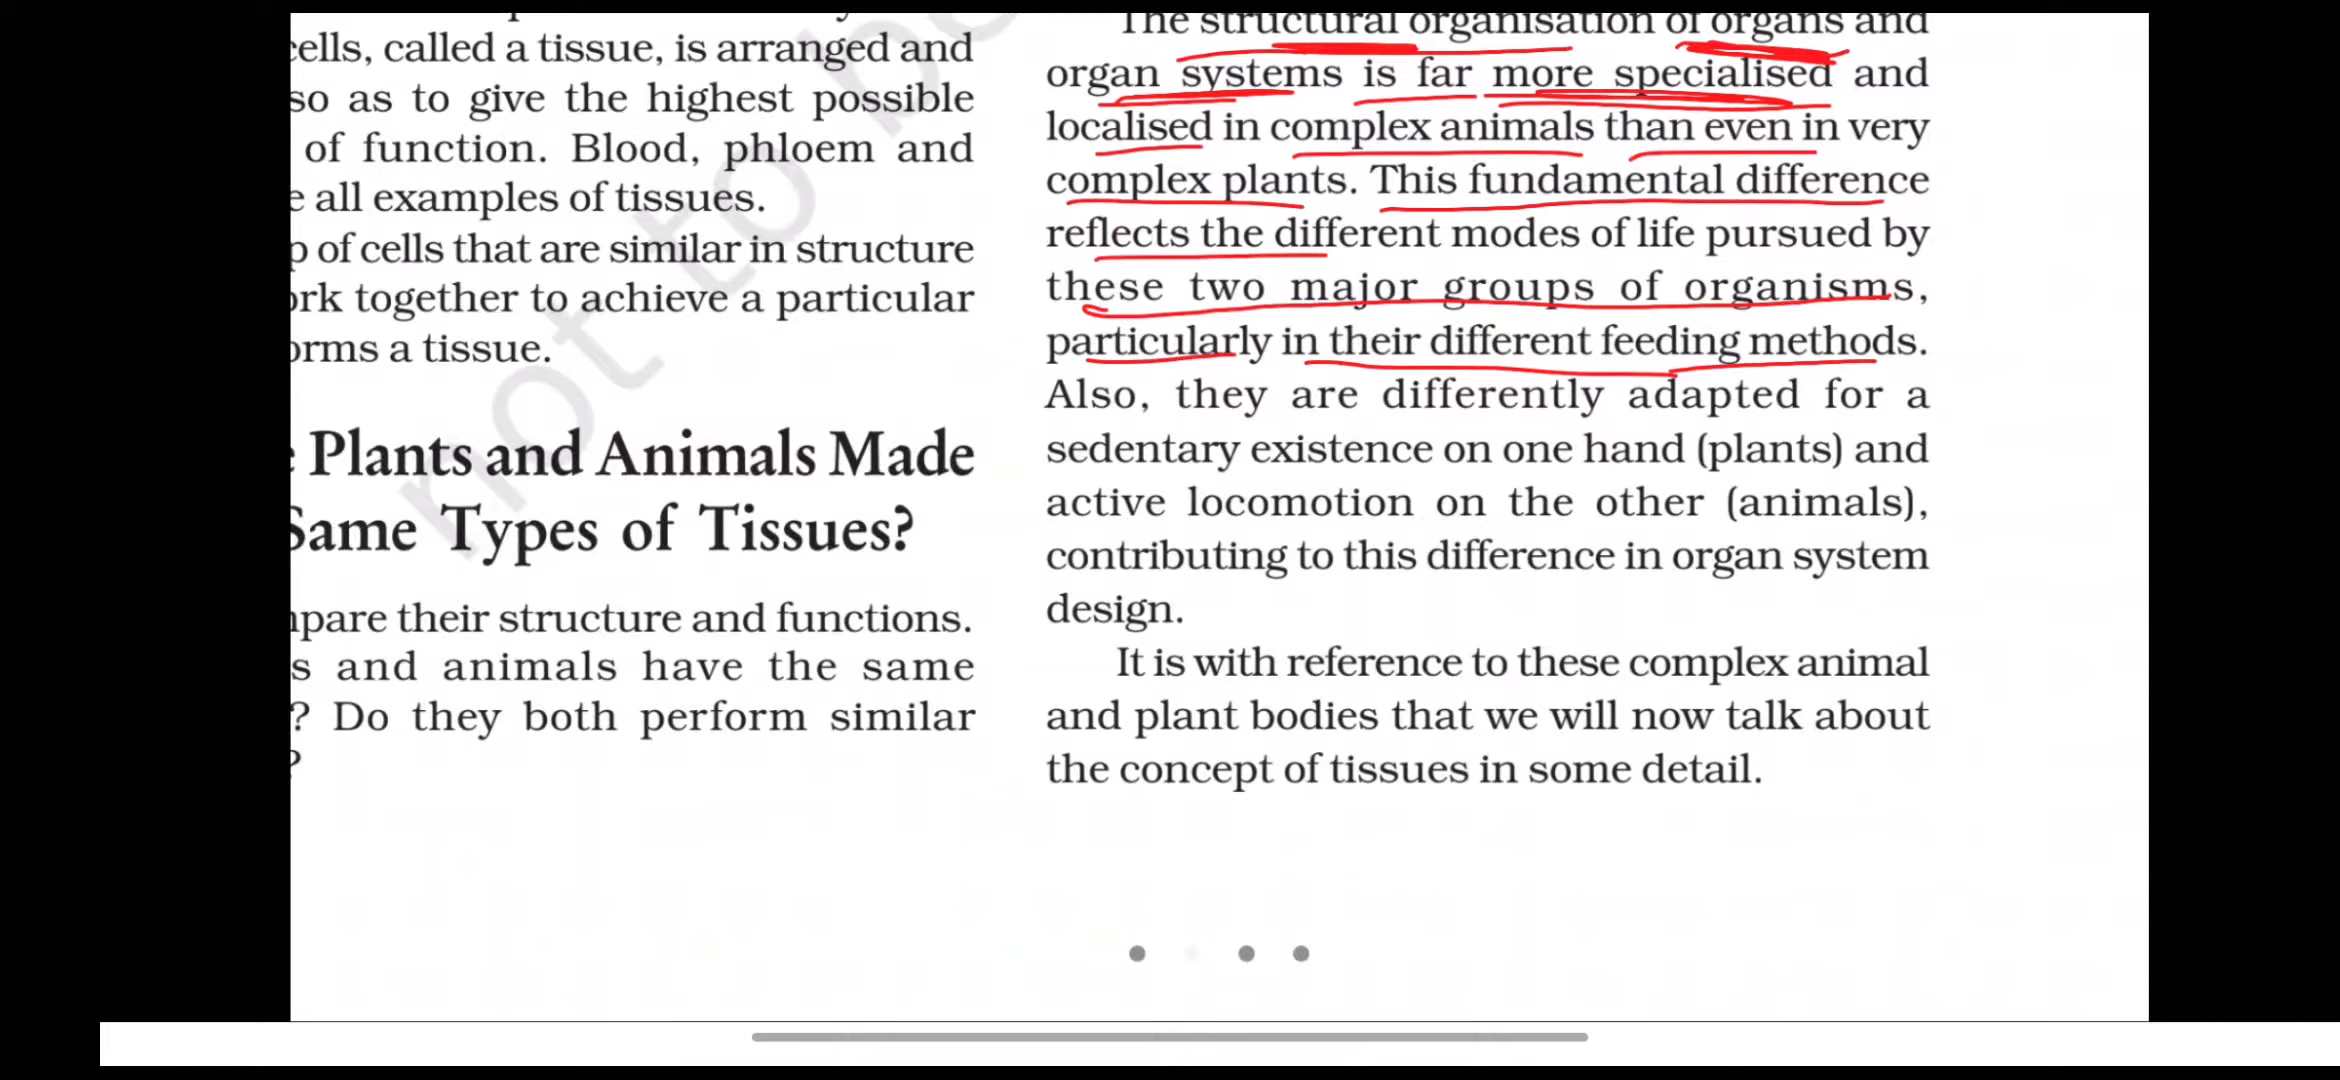 cells, called a tissue, is arranged and
so as to give the highest possible
of function. Blood, phloem and
all examples of tissues.
of cells that are similar in structure
together to achieve a particular
a tissue.
Plants and Animals Made
Same Types of Tissues?
their structure and functions.
and animals have the same
? Do they both perform similar
?
The structural organisation of organs and
organ systems is far more specialised and
localised in complex animals than even in very
complex plants. This fundamental difference
reflects the different modes of life pursued by
these two major groups of organisms,
particularly in their different feeding methods.
Also, they are differently adapted for a
sedentary existence on one hand (plants) and
active locomotion on the other (animals),
contributing to this difference in organ system
design.
It is with reference to these complex animal
and plant bodies that we will now talk about
the concept of tissues in some detail.
not to be